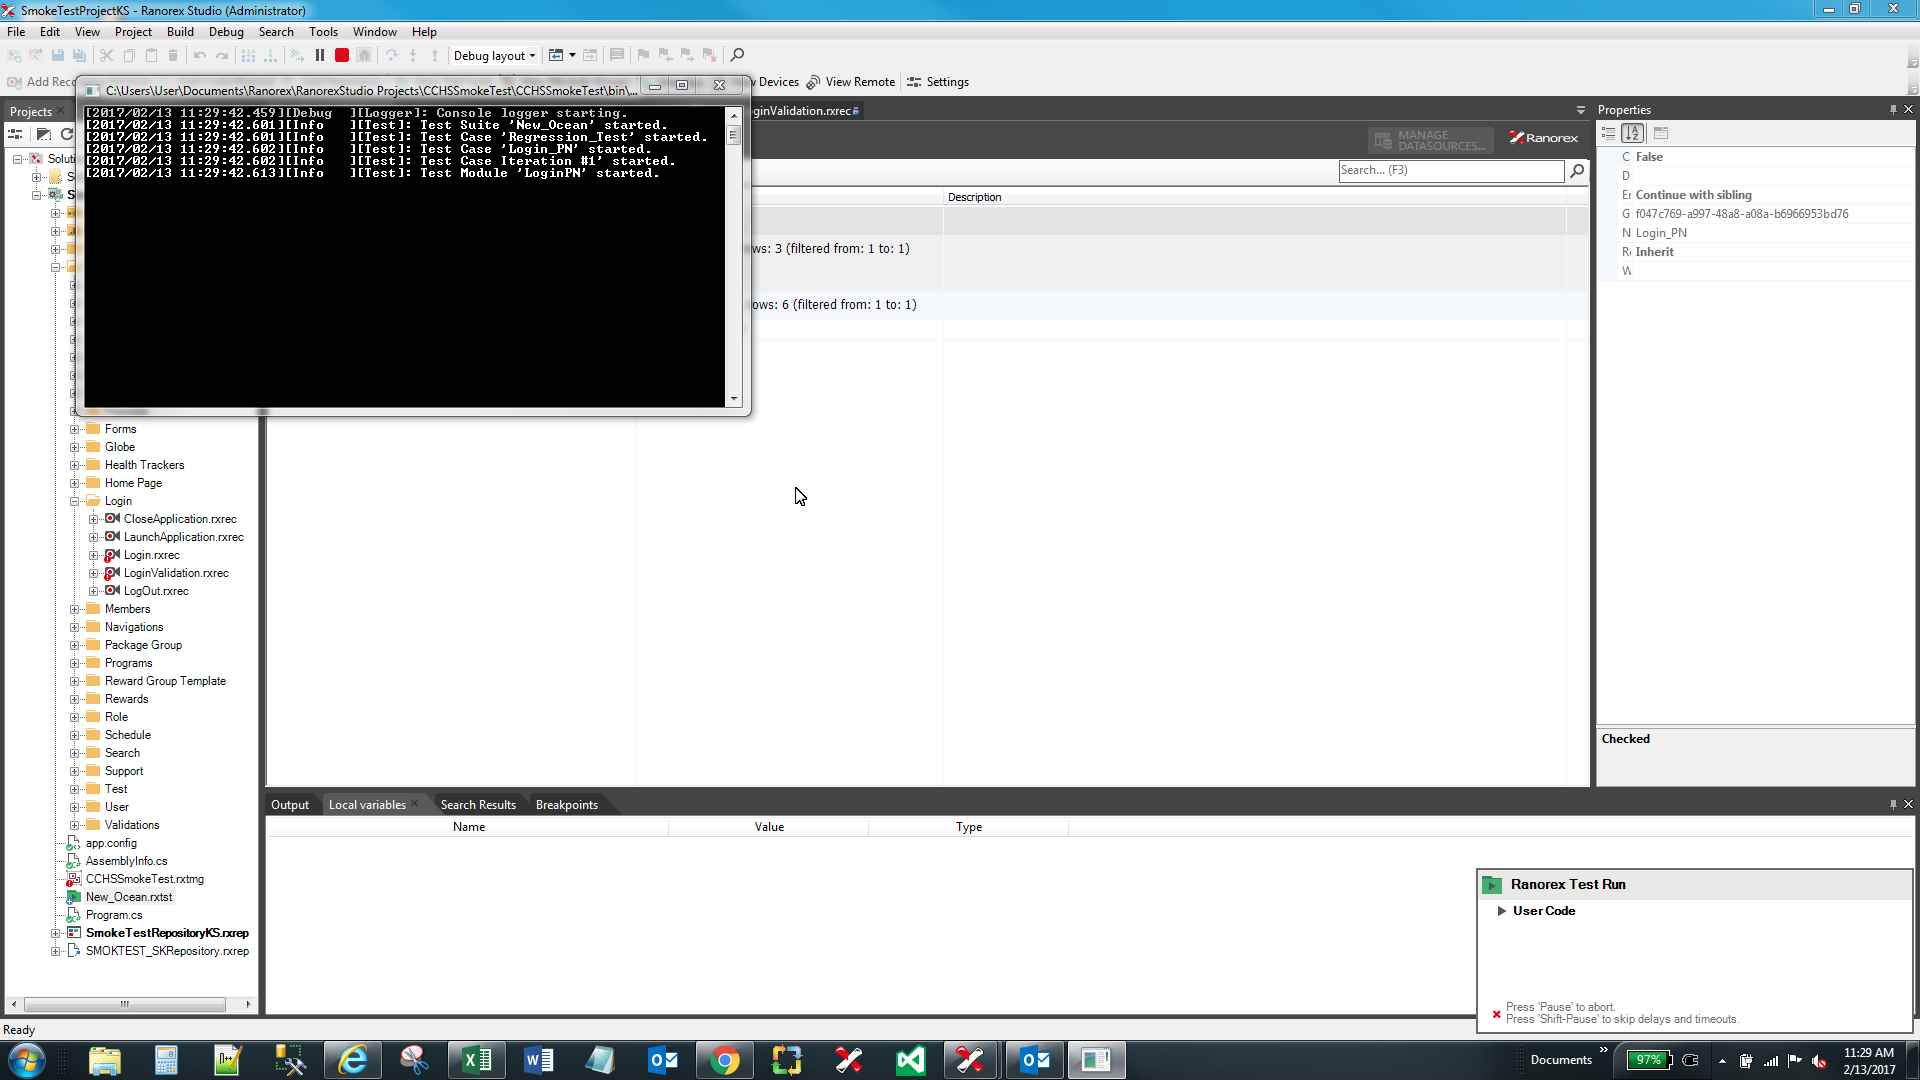 SmokeTestProjectKS - Ranorex Studio (Administrator)
File Edit View Project Build Debug Search Tools Window Help
Debug layout
Add Rec
Devices View Remote Settings
C:\Users\User\Documents\Ranorex\RanorexStudio Projects\CCHSSmokeTest\CCHSSmokeTest\bin\...
[2017/02/13 11:29:42.459][Debug ][Logger]: Console logger starting.
[2017/02/13 11:29:42.601][Info ][Test]: Test Suite 'New_Ocean' started.
[2017/02/13 11:29:42.601][Info ][Test]: Test Case 'Regression_Test' started.
[2017/02/13 11:29:42.602][Info ][Test]: Test Case 'Login_PN' started.
[2017/02/13 11:29:42.602][Info ][Test]: Test Case Iteration #1' started.
[2017/02/13 11:29:42.613][Info ][Test]: Test Module 'LoginPN' started.
Projects
Soluti
S
S
ginValidation.rxrec
MANAGE
DATASOURCES...
Ranorex
Search... (F3)
Description
ws: 3 (filtered from: 1 to: 1)
ows: 6 (filtered from: 1 to: 1)
Forms
Globe
Health Trackers
Home Page
Login
CloseApplication.rxrec
LaunchApplication.rxrec
Login.rxrec
LoginValidation.rxrec
LogOut.rxrec
Members
Navigations
Package Group
Programs
Reward Group Template
Rewards
Role
Schedule
Search
Support
Test
User
Validations
app.config
AssemblyInfo.cs
CCHSSmokeTest.rxtmg
New_Ocean.rxtst
Program.cs
SmokeTestRepositoryKS.rxrep
SMOKTEST_SKRepository.rxrep
Properties
C False
D
Er Continue with sibling
G f047c769-a997-48a8-a08a-b6966953bd76
N Login_PN
Re Inherit
W
Checked
Output Local variables Search Results Breakpoints
Name Value Type
Ranorex Test Run
User Code
Press 'Pause' to abort.
Press 'Shift-Pause' to skip delays and timeouts.
Ready
Documents
97%
11:29 AM
2/13/2017